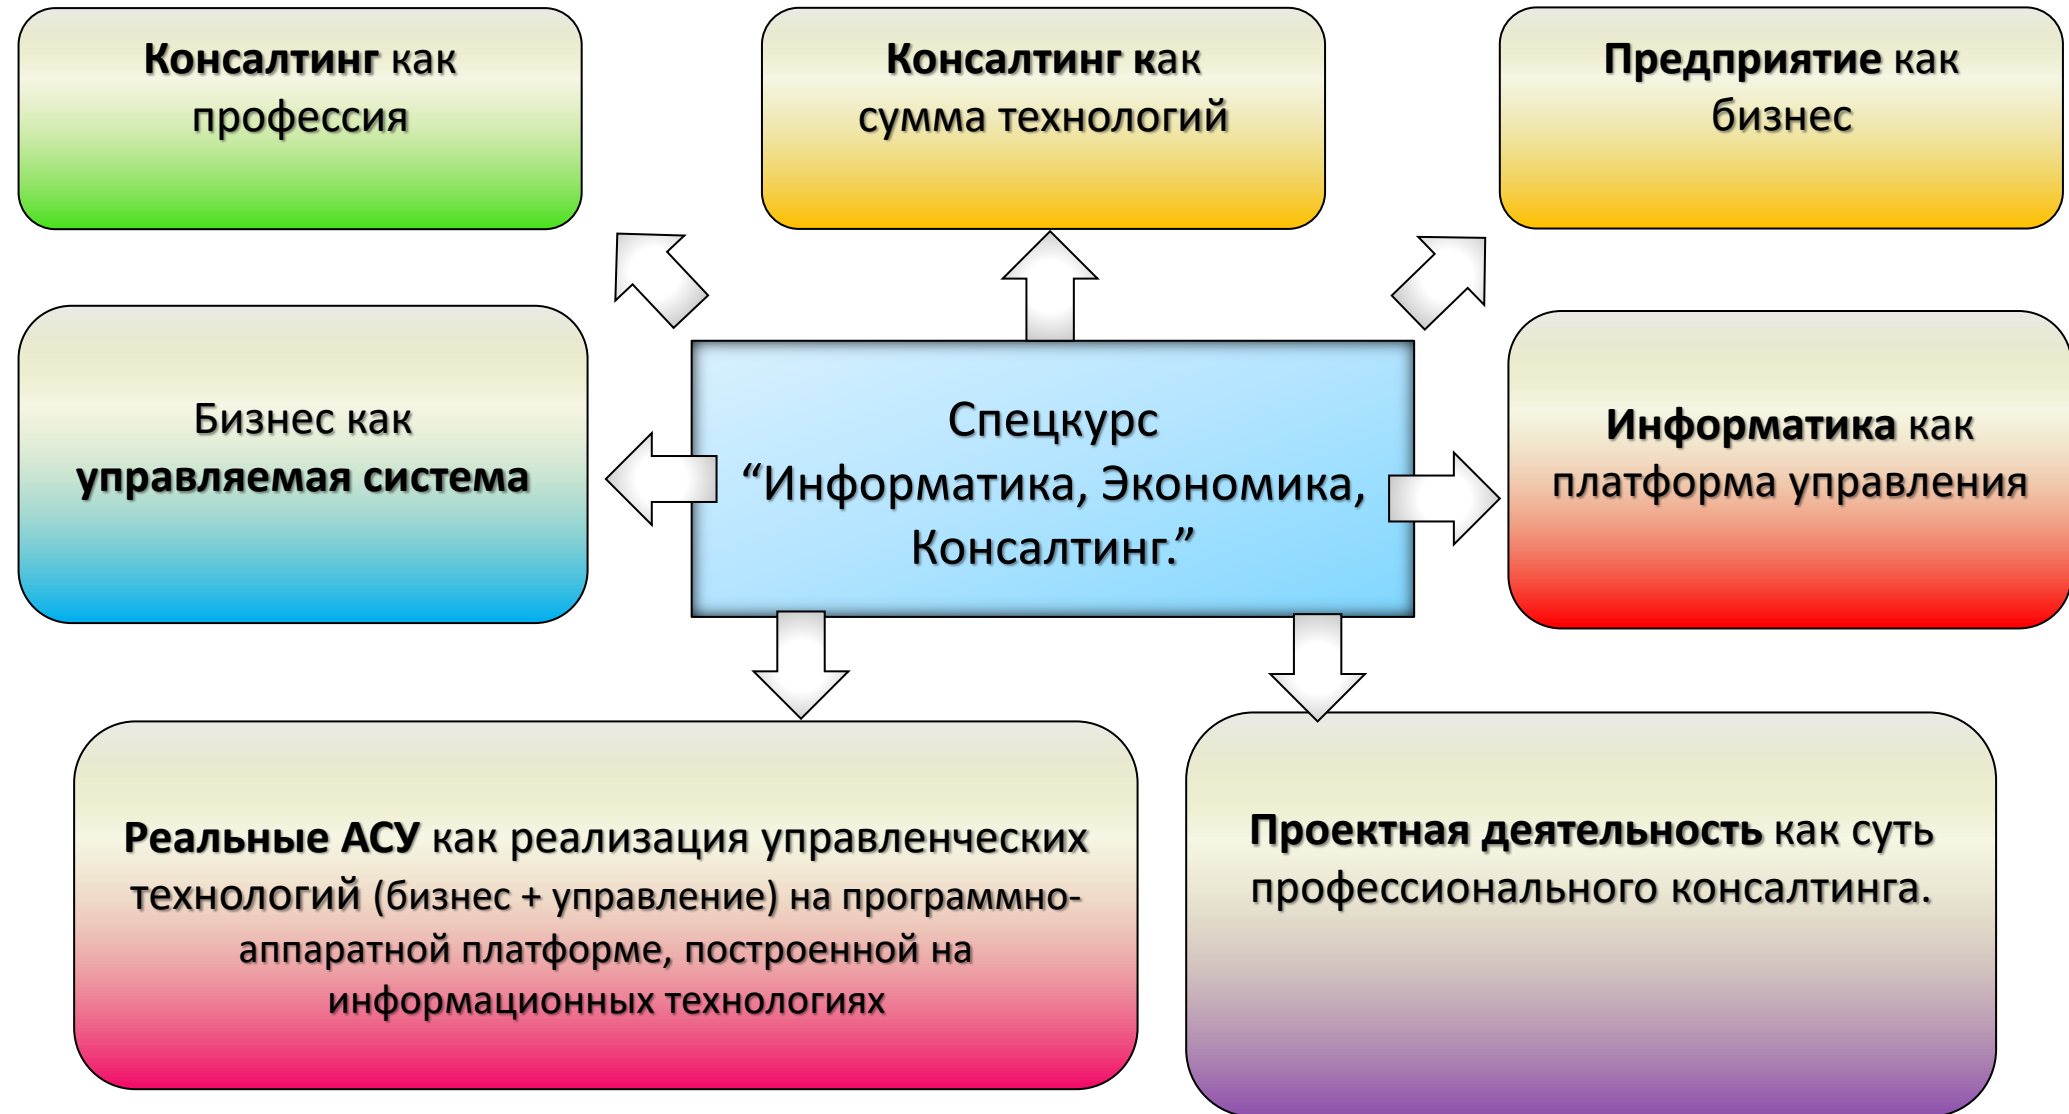 Консалтинг как
профессия
Консалтинг как
сумма технологий
Предприятие как
бизнес
Бизнес как
управляемая система
Спецкурс
“Информатика, Экономика,
Консалтинг.”
Информатика как
платформа управления
Реальные АСУ как реализация управленческих
технологий (бизнес + управление) на программно-
аппаратной платформе, построенной на
информационных технологиях
Проектная деятельность как суть
профессионального консалтинга.